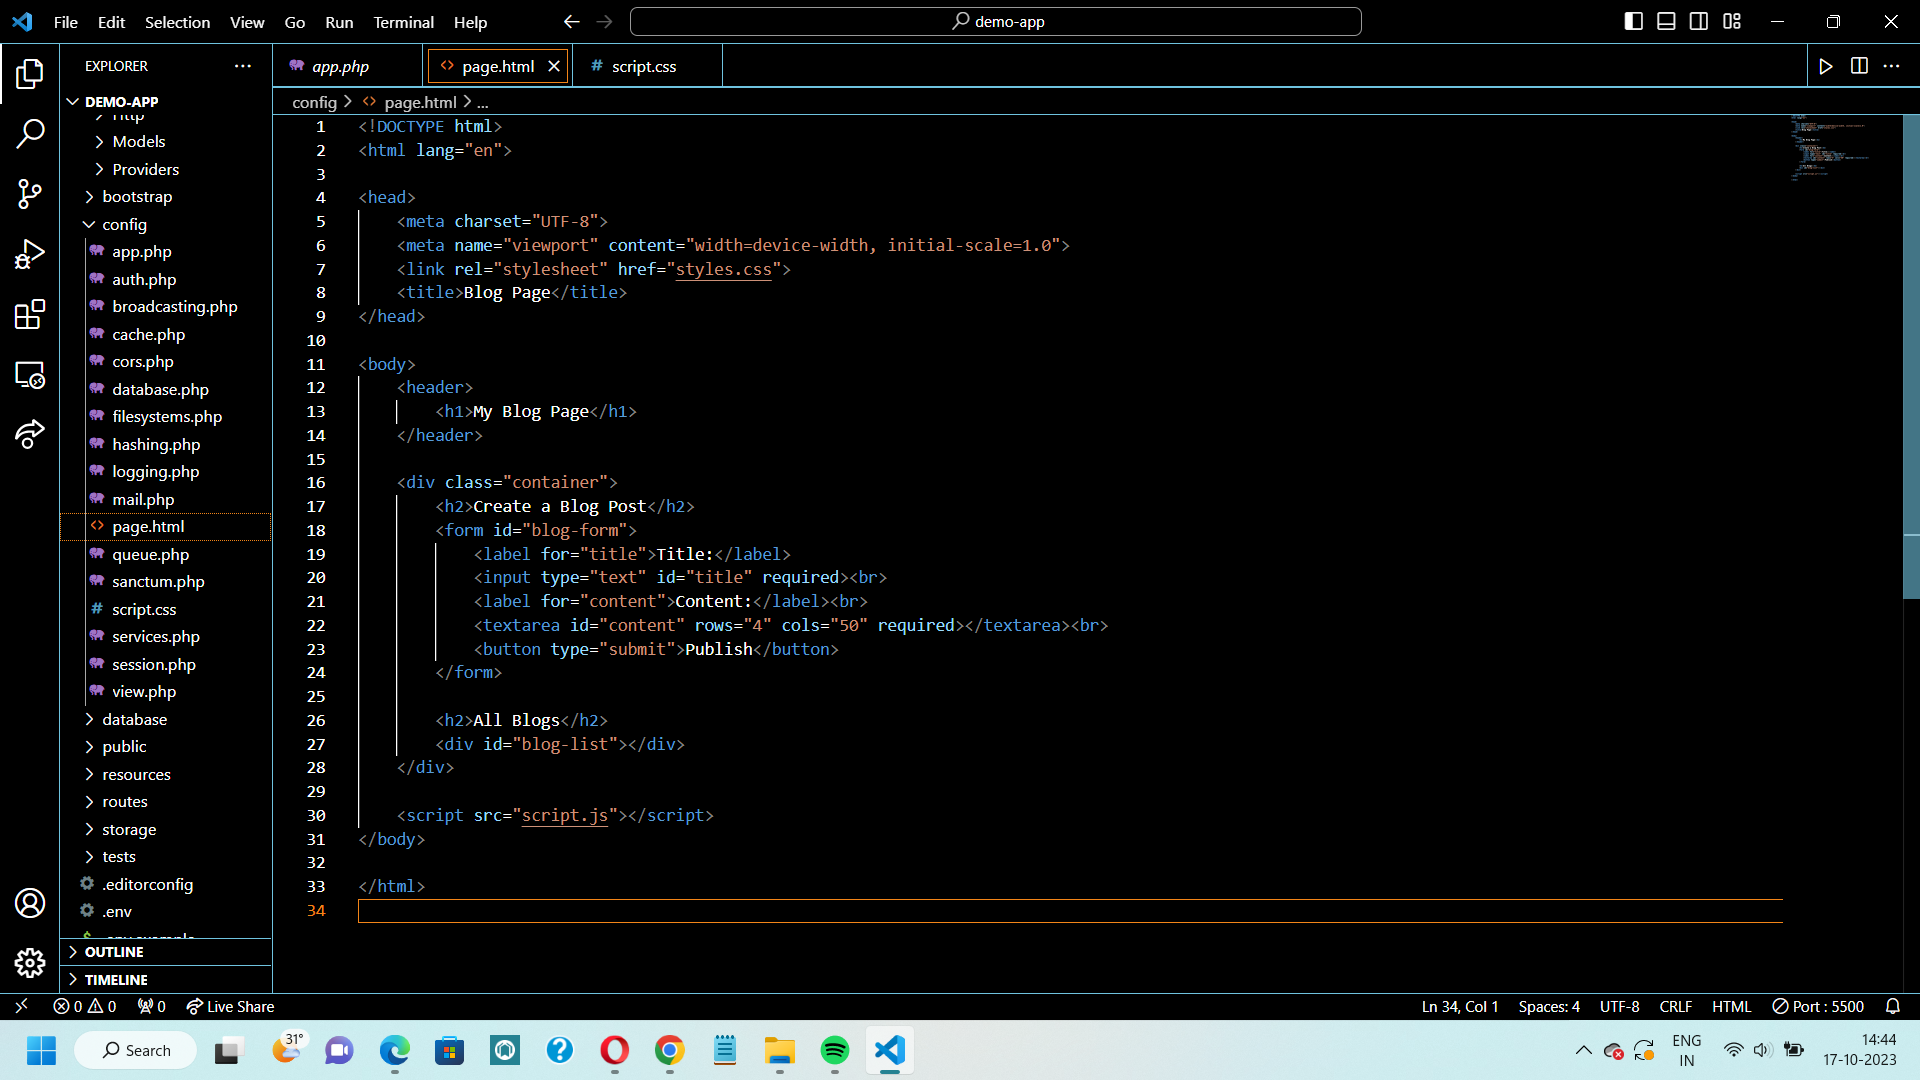 File Edit Selection View Go Run Terminal Help
demo-app
EXPLORER
DEMO-APP
Http
Models
Providers
bootstrap
config
app.php
auth.php
broadcasting.php
cache.php
cors.php
database.php
filesystems.php
hashing.php
logging.php
mail.php
page.html
queue.php
sanctum.php
script.css
services.php
session.php
view.php
database
public
resources
routes
storage
tests
.editorconfig
.env
.env.example
OUTLINE
TIMELINE
app.php page.html script.css
config > page.html > ...
1 <!DOCTYPE html>
2 <html lang="en">
3
4 <head>
5 <meta charset="UTF-8">
6 <meta name="viewport" content="width=device-width, initial-scale=1.0">
7 <link rel="stylesheet" href="styles.css">
8 <title>Blog Page</title>
9 </head>
10
11 <body>
12 <header>
13 <h1>My Blog Page</h1>
14 </header>
15
16 <div class="container">
17 <h2>Create a Blog Post</h2>
18 <form id="blog-form">
19 <label for="title">Title:</label>
20 <input type="text" id="title" required><br>
21 <label for="content">Content:</label><br>
22 <textarea id="content" rows="4" cols="50" required></textarea><br>
23 <button type="submit">Publish</button>
24 </form>
25
26 <h2>All Blogs</h2>
27 <div id="blog-list"></div>
28 </div>
29
30 <script src="script.js"></script>
31 </body>
32
33 </html>
34
0 0 0 Live Share Ln 34, Col 1 Spaces: 4 UTF-8 CRLF HTML Port : 5500
Search 31° ENG 14:44
IN 17-10-2023